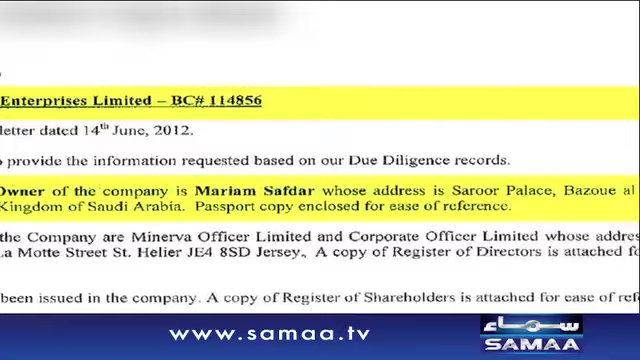 Enterprises Limited – BC# 114856
letter dated 14th June, 2012.
o provide the information requested based on our Due Diligence records.
Owner of the company is Mariam Safdar whose address is Saroor Palace, Bazoue al
Kingdom of Saudi Arabia. Passport copy enclosed for ease of reference.
the Company are Minerva Officer Limited and Corporate Officer Limited whose addre
La Motte Street St. Helier JE4 8SD Jersey. A copy of Register of Directors is attached fo
been issued in the company. A copy of Register of Shareholders is attached for ease of ref
www.samaa.tv
سماء
SAMAA